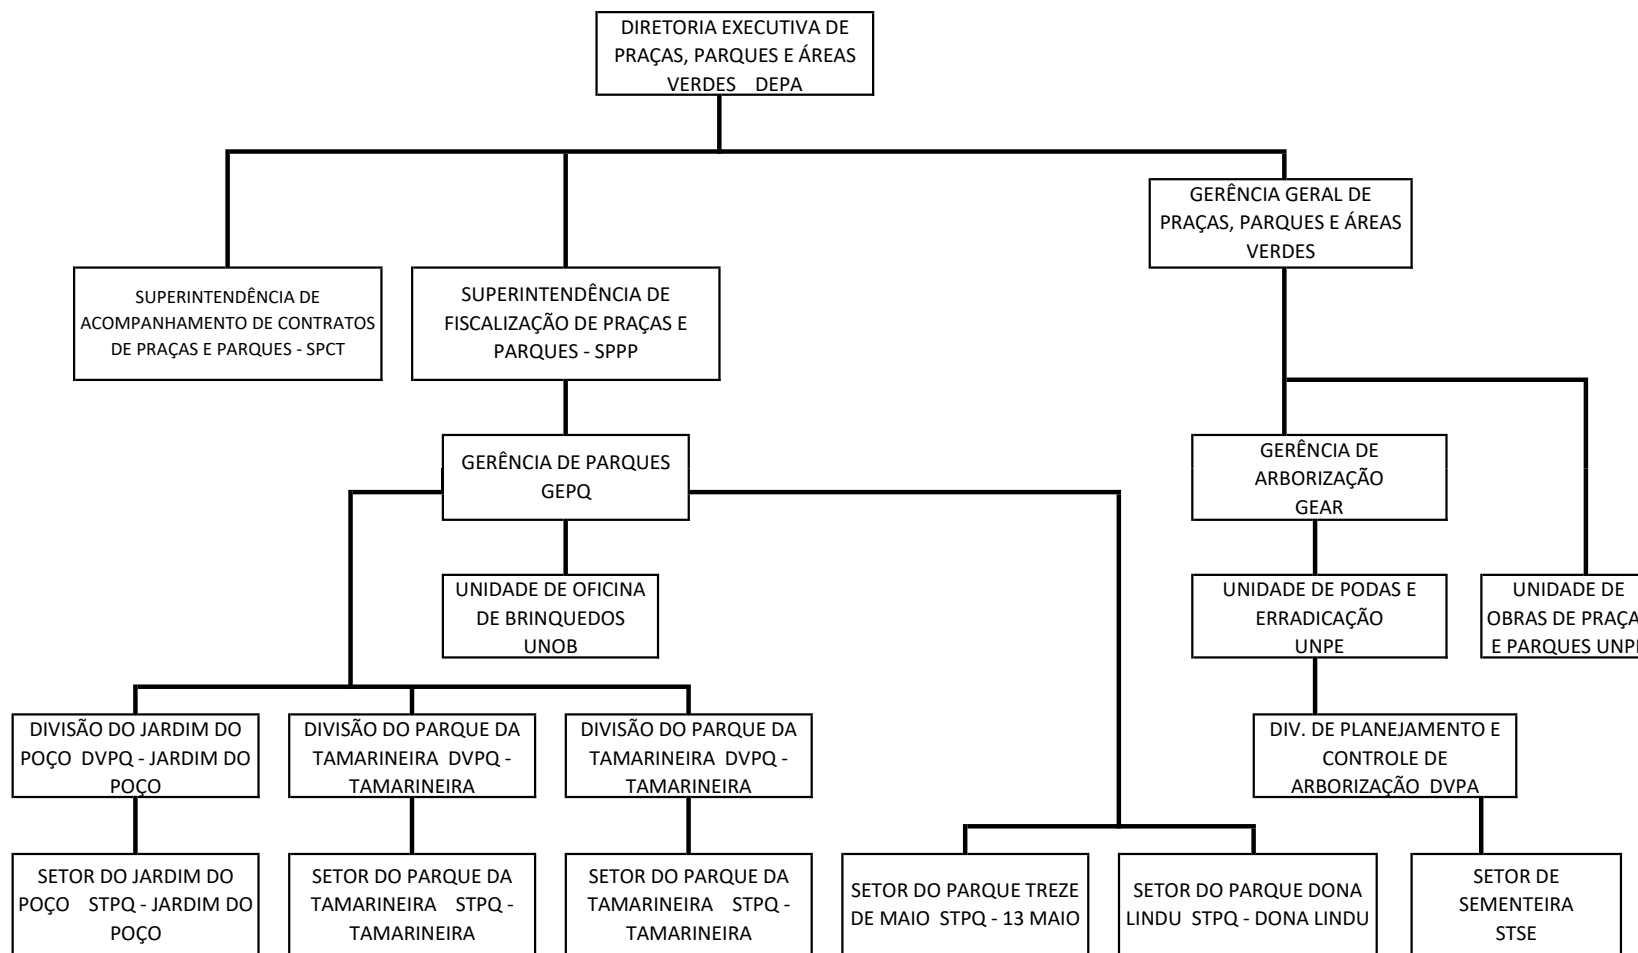 DIRETORIA EXECUTIVA DE
PRAÇAS, PARQUES E ÁREAS
VERDES DEPA
GERÊNCIA GERAL DE
PRAÇAS, PARQUES E ÁREAS
VERDES
SUPERINTENDÊNCIA DE
ACOMPANHAMENTO DE CONTRATOS
DE PRAÇAS E PARQUES - SPCT
SUPERINTENDÊNCIA DE
FISCALIZAÇÃO DE PRAÇAS E
PARQUES - SPPP
GERÊNCIA DE PARQUES
GEPQ
GERÊNCIA DE
ARBORIZAÇÃO
GEAR
UNIDADE DE OFICINA
DE BRINQUEDOS
UNOB
UNIDADE DE PODAS E
ERRADICAÇÃO
UNPE
UNIDADE DE
OBRAS DE PRAÇA
E PARQUES
DIVISÃO DO JARDIM DO
POÇO DVPQ - JARDIM DO
POÇO
DIVISÃO DO PARQUE DA
TAMARINEIRA DVPQ -
TAMARINEIRA
DIVISÃO DO PARQUE DA
TAMARINEIRA DVPQ -
TAMARINEIRA
DIV. DE PLANEJAMENTO E
CONTROLE DE
ARBORIZAÇÃO DVPA
SETOR DO JARDIM DO
POÇO STPQ - JARDIM DO
POÇO
SETOR DO PARQUE DA
TAMARINEIRA STPQ -
TAMARINEIRA
SETOR DO PARQUE DA
TAMARINEIRA STPQ -
TAMARINEIRA
SETOR DO PARQUE TREZE
DE MAIO STPQ - 13 MAIO
SETOR DO PARQUE DONA
LINDU STPQ - DONA LINDU
SETOR DE
SEMENTEIRA
STSE